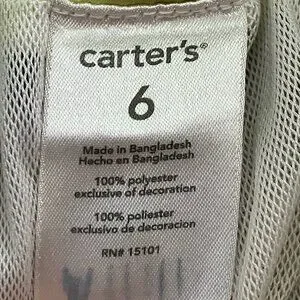 carter's®
6
Made in Bangladesh
Hecho en Bangladesh
100% polyester
exclusive of decoration
100% poliester
exclusivo de decoracion
RN# 15101